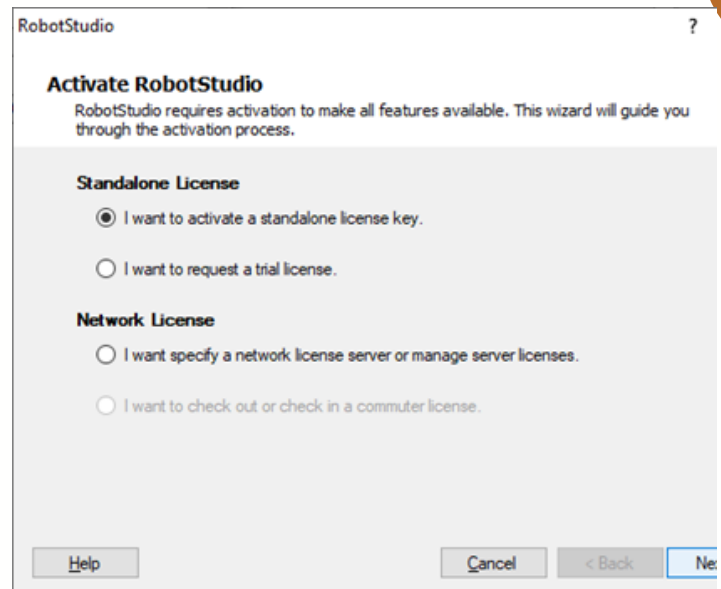 RobotStudio ?
Activate RobotStudio
RobotStudio requires activation to make all features available. This wizard will guide you
through the activation process.
Standalone License
I want to activate a standalone license key.
I want to request a trial license.
Network License
I want specify a network license server or manage server licenses.
I want to check out or check in a commuter license.
Help Cancel < Back